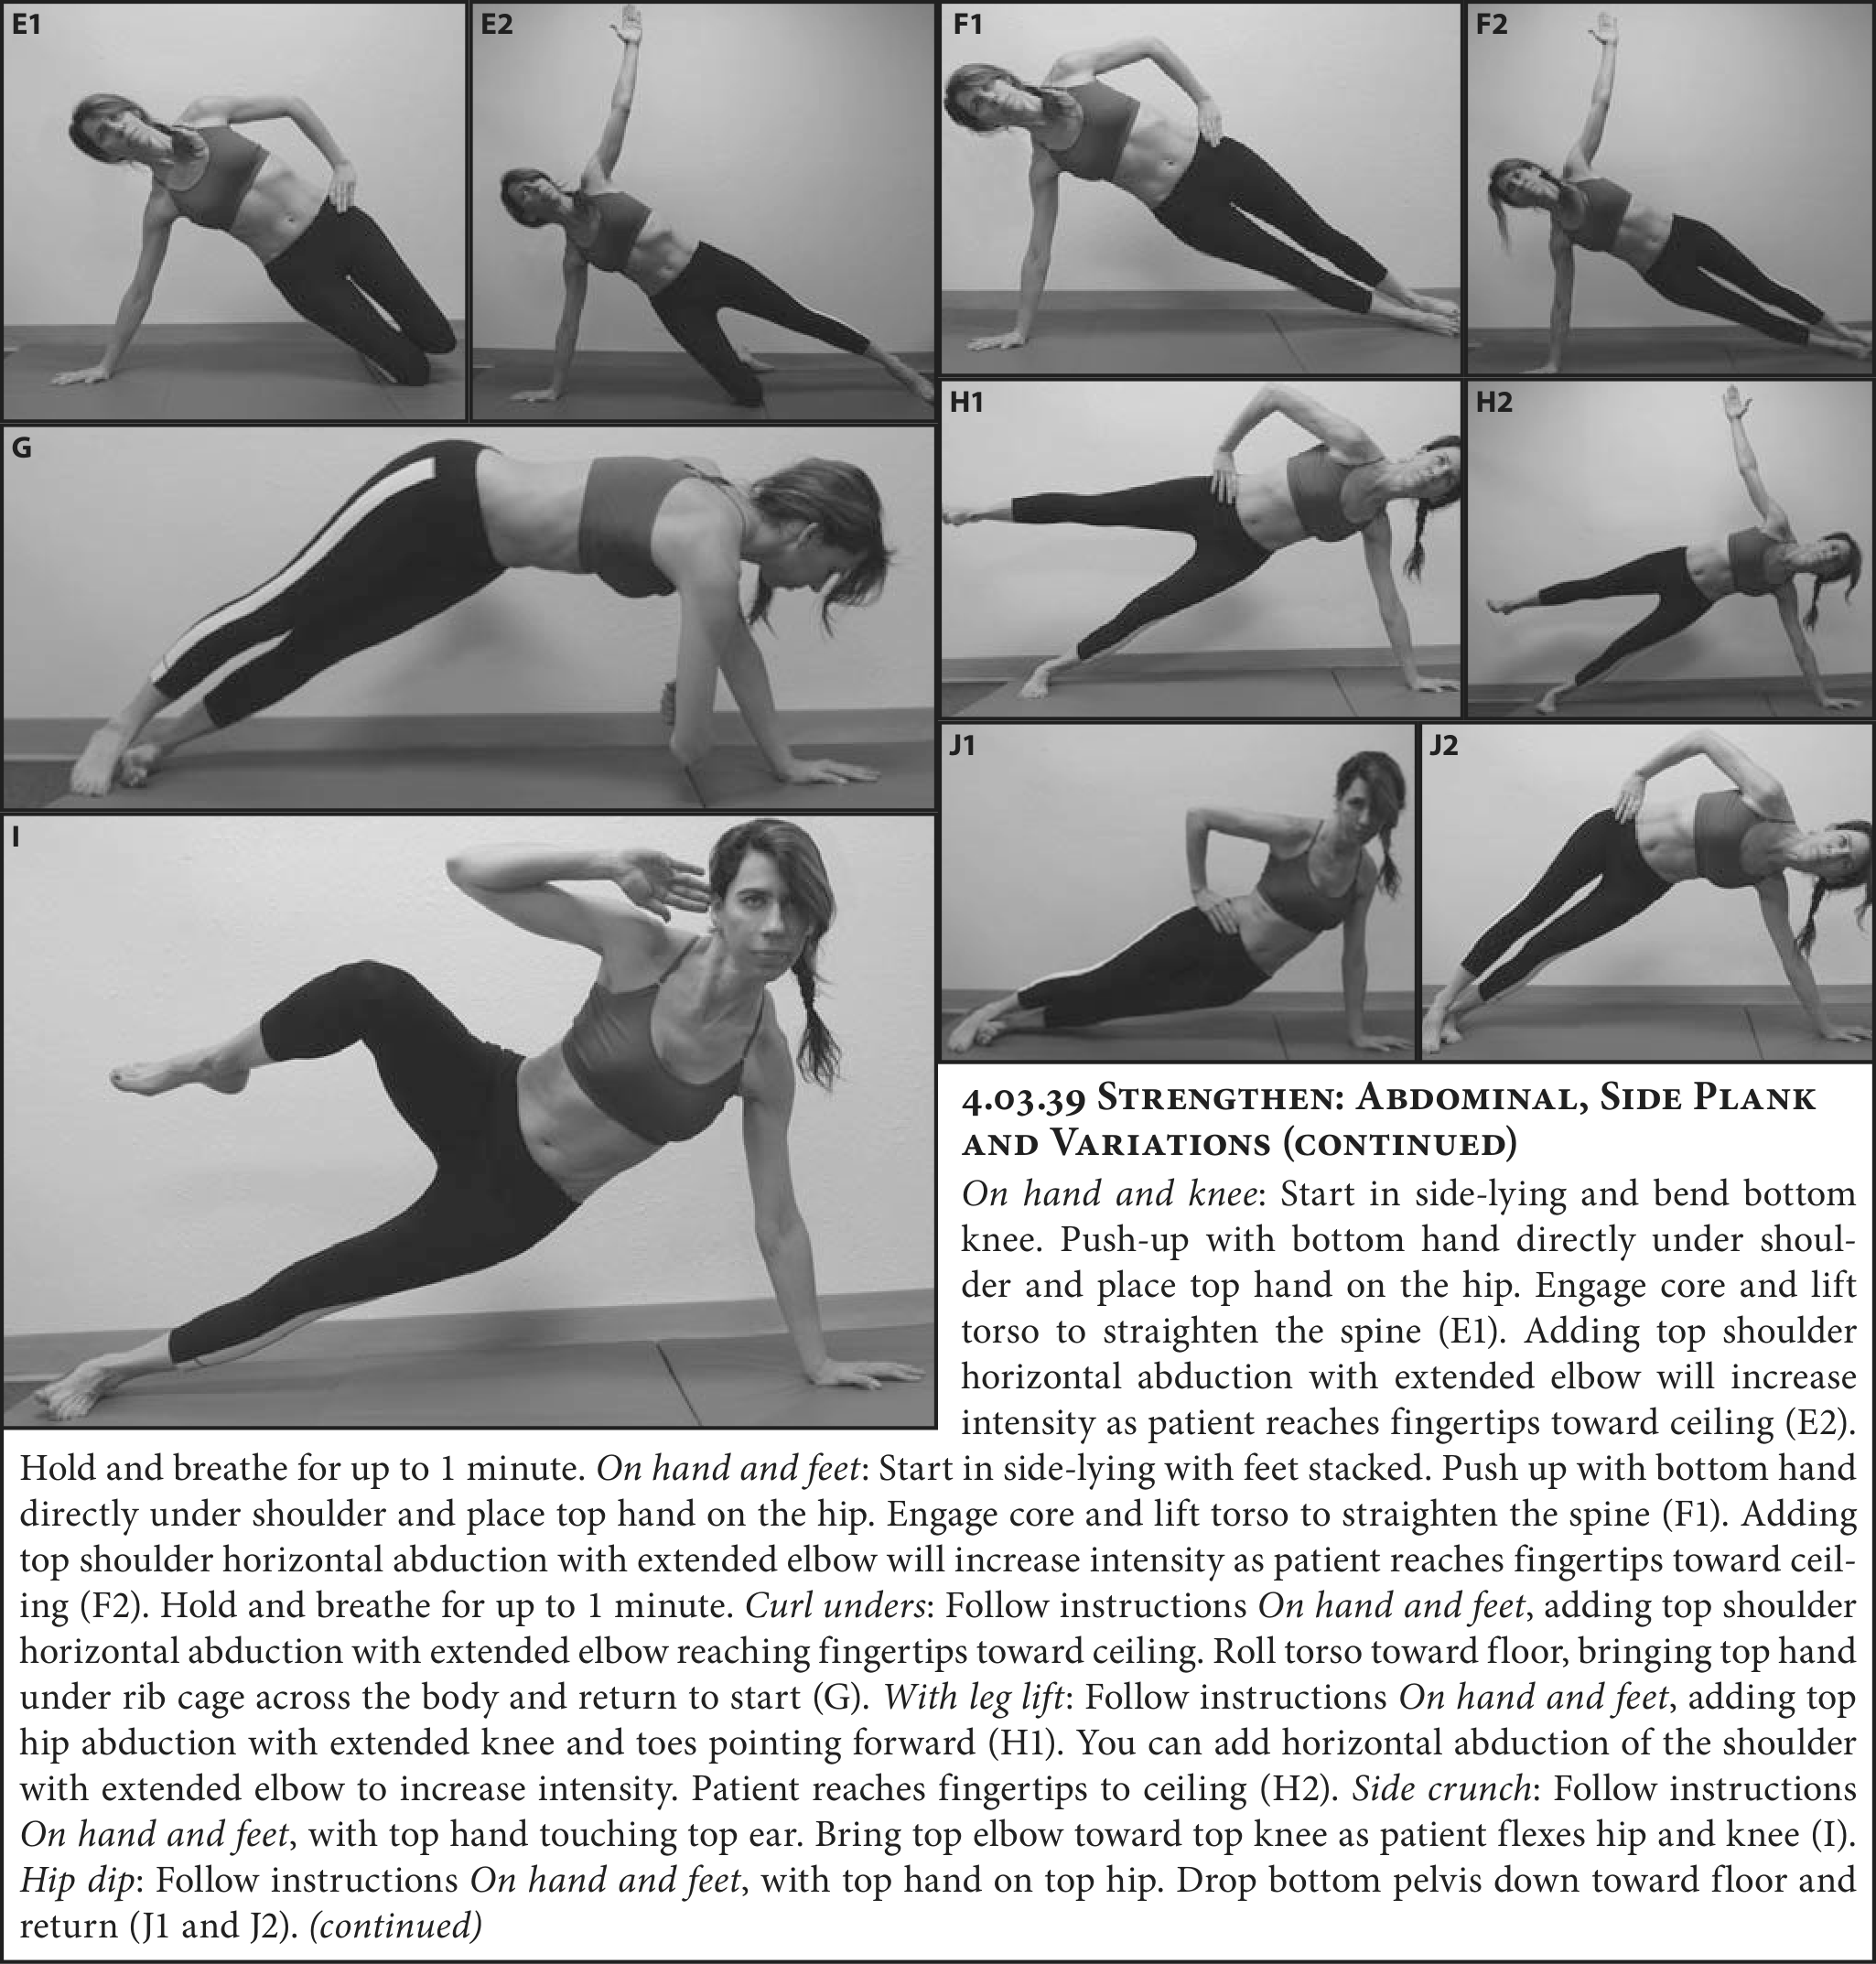 E1
E2
F1
F2
G
H1
H2
I
J1
J2
4.03.39 Strengthen: Abdominal, Side Plank
and Variations (continued)
On hand and knee: Start in side-lying and bend bottom
knee. Push-up with bottom hand directly under shoul-
der and place top hand on the hip. Engage core and lift
torso to straighten the spine (E1). Adding top shoulder
horizontal abduction with extended elbow will increase
intensity as patient reaches fingertips toward ceiling (E2).
Hold and breathe for up to 1 minute. On hand and feet: Start in side-lying with feet stacked. Push up with bottom hand
directly under shoulder and place top hand on the hip. Engage core and lift torso to straighten the spine (F1). Adding
top shoulder horizontal abduction with extended elbow will increase intensity as patient reaches fingertips toward ceil-
ing (F2). Hold and breathe for up to 1 minute. Curl unders: Follow instructions On hand and feet, adding top shoulder
horizontal abduction with extended elbow reaching fingertips toward ceiling. Roll torso toward floor, bringing top hand
under rib cage across the body and return to start (G). With leg lift: Follow instructions On hand and feet, adding top
hip abduction with extended knee and toes pointing forward (H1). You can add horizontal abduction of the shoulder
with extended elbow to increase intensity. Patient reaches fingertips to ceiling (H2). Side crunch: Follow instructions
On hand and feet, with top hand touching top ear. Bring top elbow toward top knee as patient flexes hip and knee (I).
Hip dip: Follow instructions On hand and feet, with top hand on top hip. Drop bottom pelvis down toward floor and
return (J1 and J2). (continued)